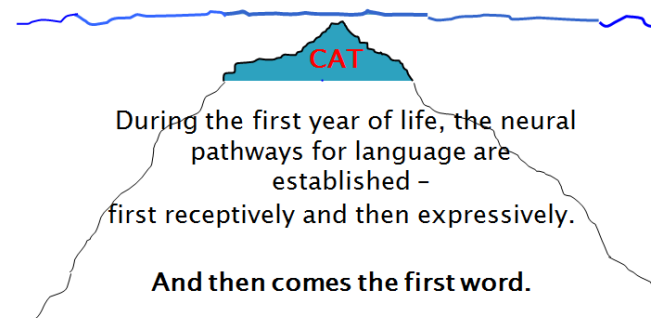 CAT
During the first year of life, the neural
pathways for language are
established –
first receptively and then expressively.
And then comes the first word.